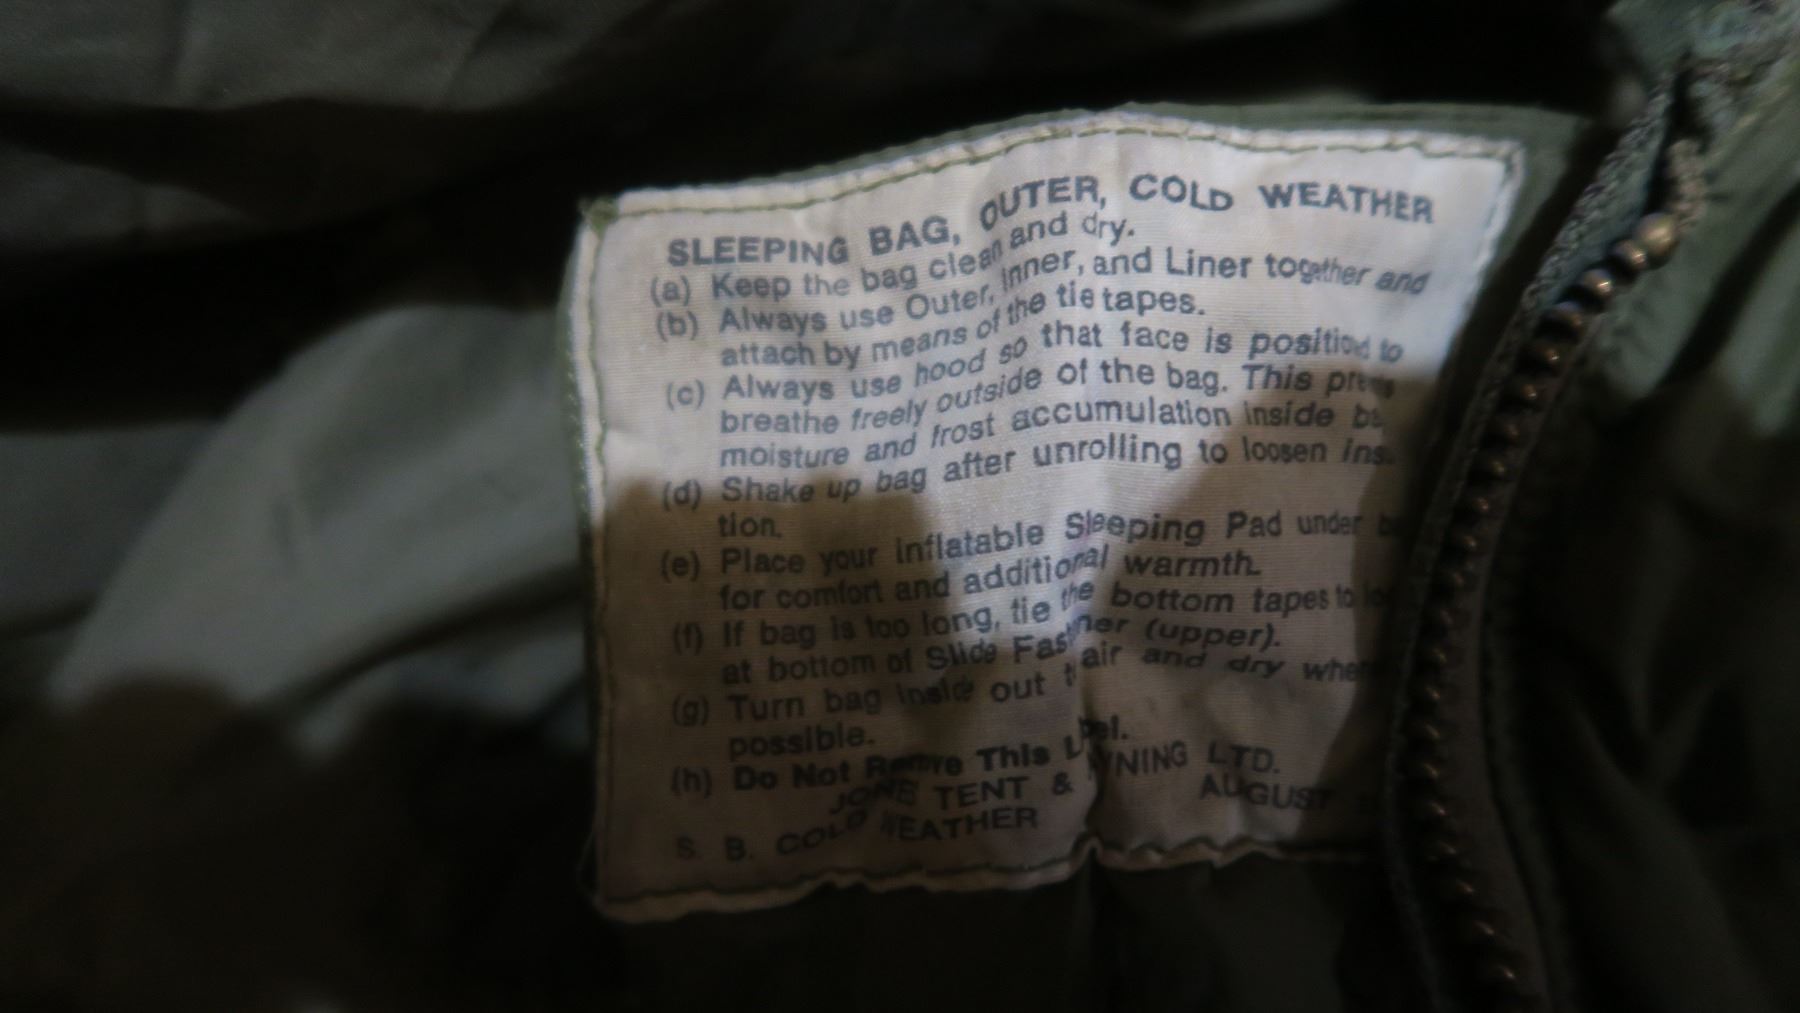 SLEEPING BAG, OUTER, COLD WEATHER
(a) Keep the bag clean and dry.
(b) Always use Outer, Inner, and Liner together and
attach by means of the tie tapes.
(c) Always use hood so that face is to
breathe freely outside of the bag. This
moisture and frost accumulation inside
(d) Shake up bag after unrolling to loosen
tion.
(e) Place your inflatable Sleeping Pad under
for comfort and additional warmth.
(f) If bag is too long, tie the bottom tapes to
at bottom of Slide (upper).
(g) Turn bag inside out air and dry
possible.
(h) Do Not This
TENT & LTD.
S. B. COLD WEATHER AUGUST